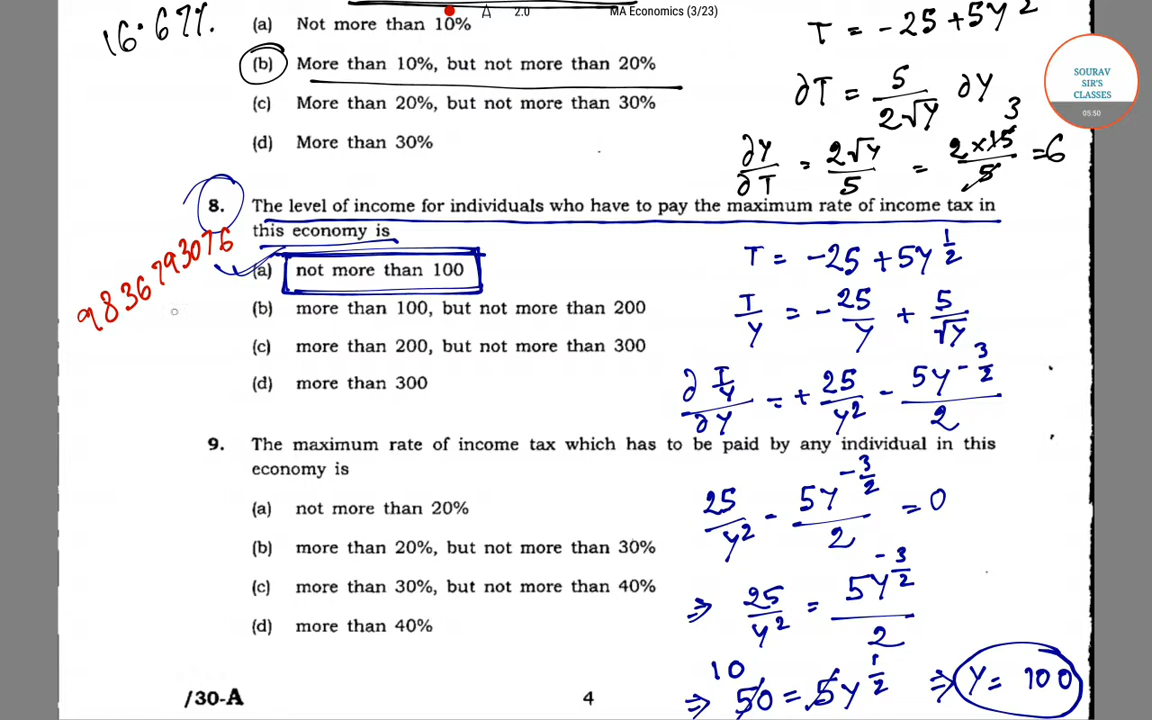 A 2.0 MA Economics (3/23)
16.67%.
(a) Not more than 10%
(b) More than 10%, but not more than 20%
(c) More than 20%, but not more than 30%
(d) More than 30%
T = -25 + 5Y 2
∂T = 5 / 2√Y ∂Y
∂Y/∂T = 2√Y/5 = 2×15/5 3 = 6
SOURAV
SIR'S
CLASSES
05:50
8. The level of income for individuals who have to pay the maximum rate of income tax in
this economy is
(a) not more than 100
(b) more than 100, but not more than 200
(c) more than 200, but not more than 300
(d) more than 300
9836793076
T = -25 + 5Y^1/2
T/Y = -25/Y + 5/√Y
∂ T/Y / ∂Y = + 25/Y² - 5Y^-3/2 / 2
9. The maximum rate of income tax which has to be paid by any individual in this
economy is
(a) not more than 20%
(b) more than 20%, but not more than 30%
(c) more than 30%, but not more than 40%
(d) more than 40%
25/Y² - 5Y^-3/2 / 2 = 0
⇒ 25/Y² = 5Y^-3/2 / 2
10
⇒ 50 = 5Y^1/2 ⇒ Y = 100
/30-A
4